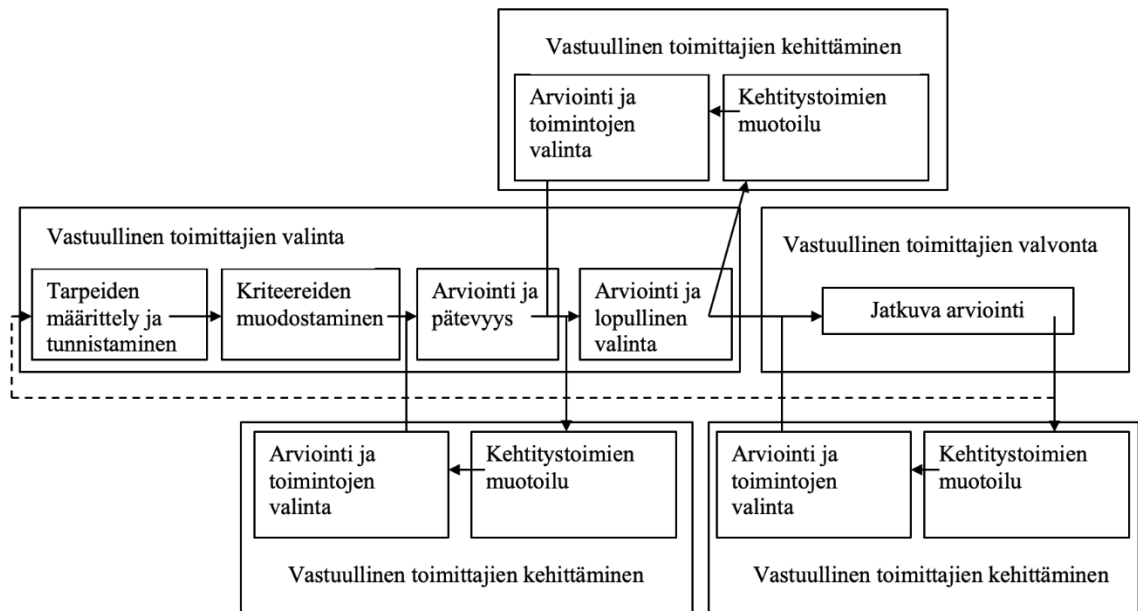 Vastuullinen toimittajien kehittäminen
Arviointi ja
toimintojen
valinta
Kehtitystoimien
muotoilu
Vastuullinen toimittajien valinta
Tarpeiden
määrittely ja
tunnistaminen
Kriteereiden
muodostaminen
Arviointi ja
pätevyys
Arviointi ja
lopullinen
valinta
Vastuullinen toimittajien valvonta
Jatkuva arviointi
Arviointi ja
toimintojen
valinta
Kehtitystoimien
muotoilu
Vastuullinen toimittajien kehittäminen
Arviointi ja
toimintojen
valinta
Kehtitystoimien
muotoilu
Vastuullinen toimittajien kehittäminen